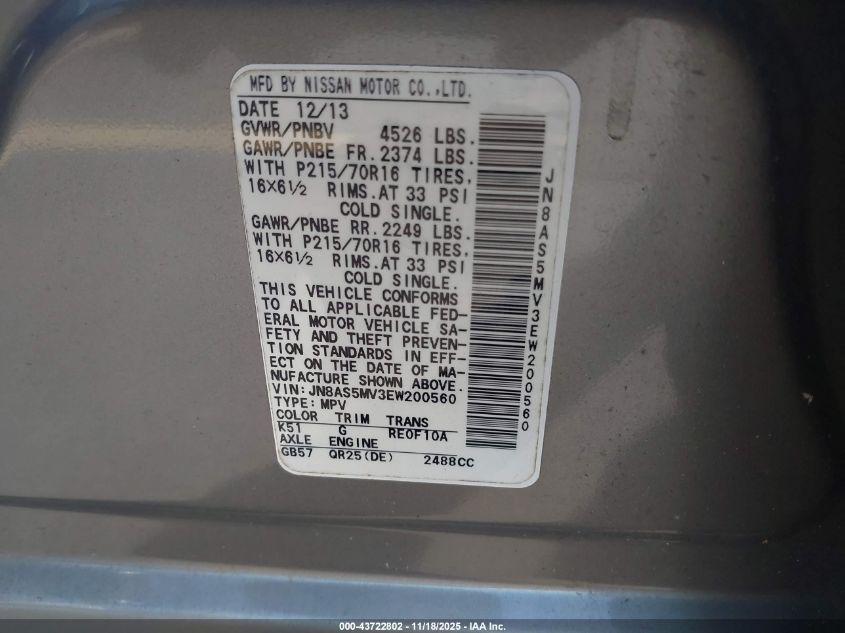 MFD BY NISSAN MOTOR CO.,LTD.
DATE 12/13
GVWR/PNBV 4526 LBS.
GAWR/PNBE FR. 2374 LBS.
WITH P215/70R16 TIRES,
16X6½ RIMS.AT 33 PSI
COLD SINGLE.
GAWR/PNBE RR. 2249 LBS.
WITH P215/70R16 TIRES,
16X6½ RIMS.AT 33 PSI
COLD SINGLE.
THIS VEHICLE CONFORMS
TO ALL APPLICABLE FED-
ERAL MOTOR VEHICLE SA-
FETY AND THEFT PREVEN-
TION STANDARDS IN EFF-
ECT ON THE DATE OF MA-
NUFACTURE SHOWN ABOVE.
VIN:JN8AS5MV3EW200560
TYPE:MPV
COLOR TRIM TRANS
K51 G RE0F10A
AXLE ENGINE
GB57 QR25(DE) 2488CC
JN8AS5MV3EW200560
000-43722802 - 11/18/2025 - IAA Inc.